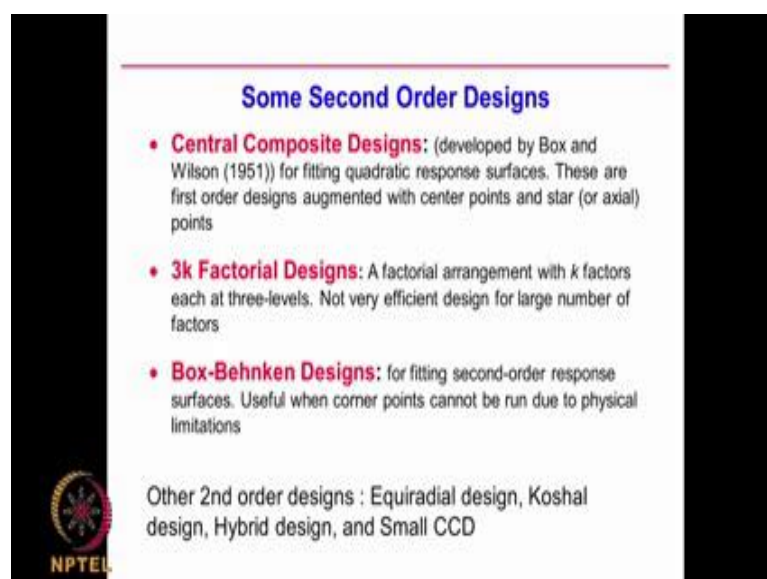 Some Second Order Designs
• Central Composite Designs: (developed by Box and
Wilson (1951)) for fitting quadratic response surfaces. These are
first order designs augmented with center points and star (or axial)
points
• 3k Factorial Designs: A factorial arrangement with k factors
each at three-levels. Not very efficient design for large number of
factors
• Box-Behnken Designs: for fitting second-order response
surfaces. Useful when corner points cannot be run due to physical
limitations
Other 2nd order designs : Equiradial design, Koshal
design, Hybrid design, and Small CCD
NPTEL